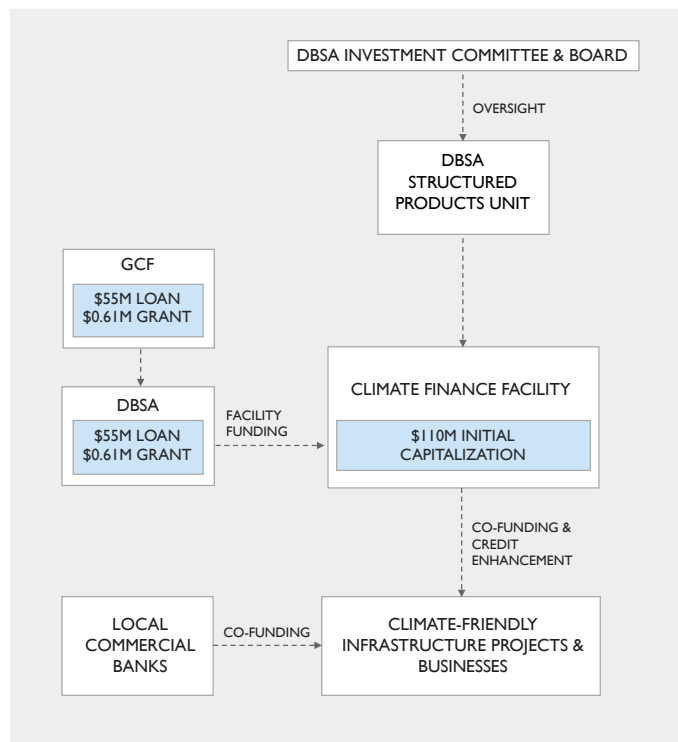 DBSA INVESTMENT COMMITTEE & BOARD
OVERSIGHT
DBSA
STRUCTURED
PRODUCTS UNIT
GCF
$55M LOAN
$0.61M GRANT
DBSA
$55M LOAN
$0.61M GRANT
FACILITY
FUNDING
CLIMATE FINANCE FACILITY
$110M INITIAL
CAPITALIZATION
CO-FUNDING &
CREDIT
ENHANCEMENT
LOCAL
COMMERCIAL
BANKS
CO-FUNDING
CLIMATE-FRIENDLY
INFRASTRUCTURE PROJECTS &
BUSINESSES